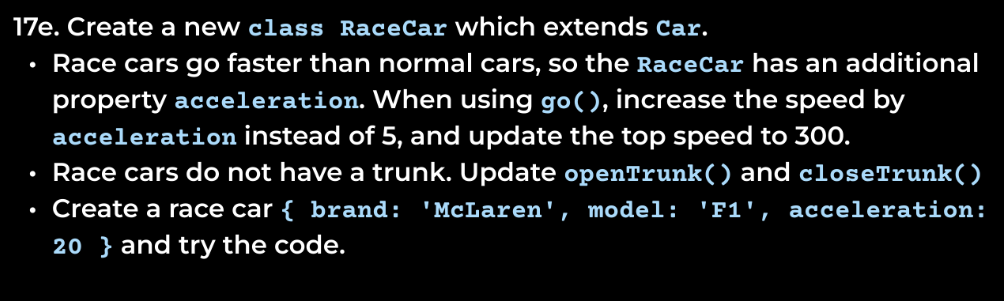 17e. Create a new class RaceCar which extends Car.
• Race cars go faster than normal cars, so the RaceCar has an additional
property acceleration. When using go(), increase the speed by
acceleration instead of 5, and update the top speed to 300.
• Race cars do not have a trunk. Update openTrunk() and closeTrunk()
• Create a race car { brand: 'McLaren', model: 'F1', acceleration:
20 } and try the code.